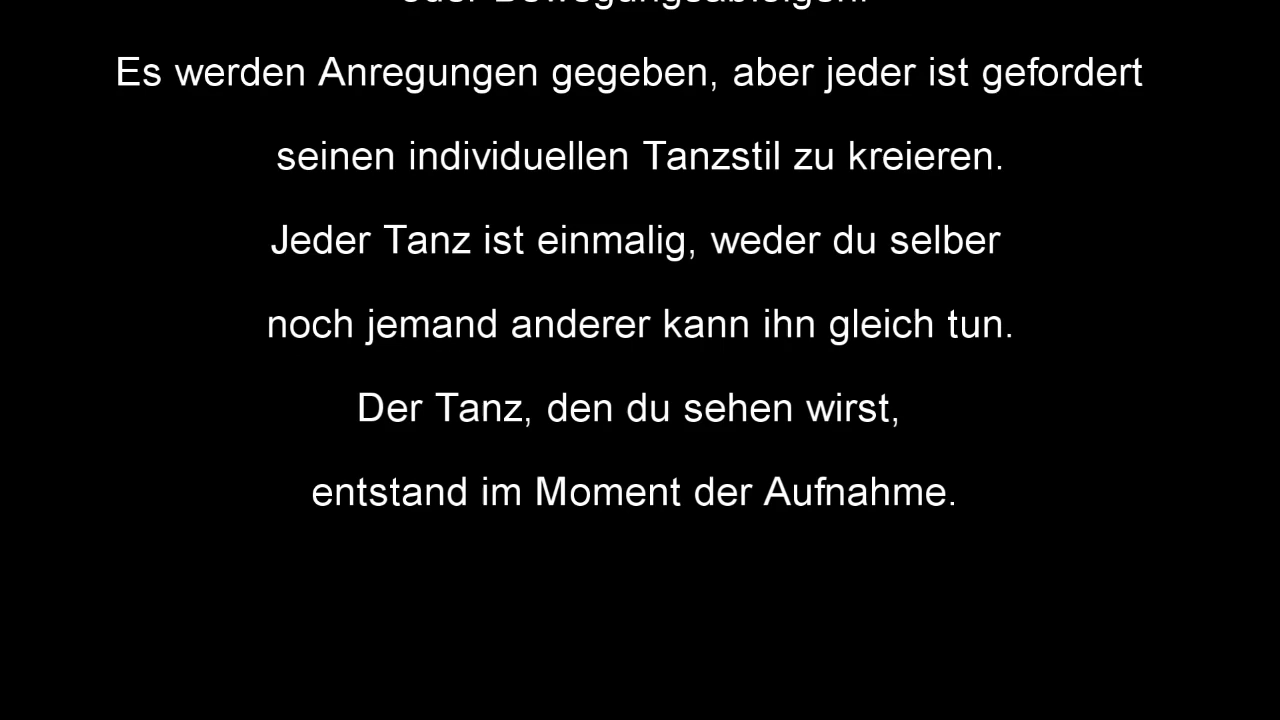 oder Bewegungsabfolgen.
Es werden Anregungen gegeben, aber jeder ist gefordert
seinen individuellen Tanzstil zu kreieren.
Jeder Tanz ist einmalig, weder du selber
noch jemand anderer kann ihn gleich tun.
Der Tanz, den du sehen wirst,
entstand im Moment der Aufnahme.